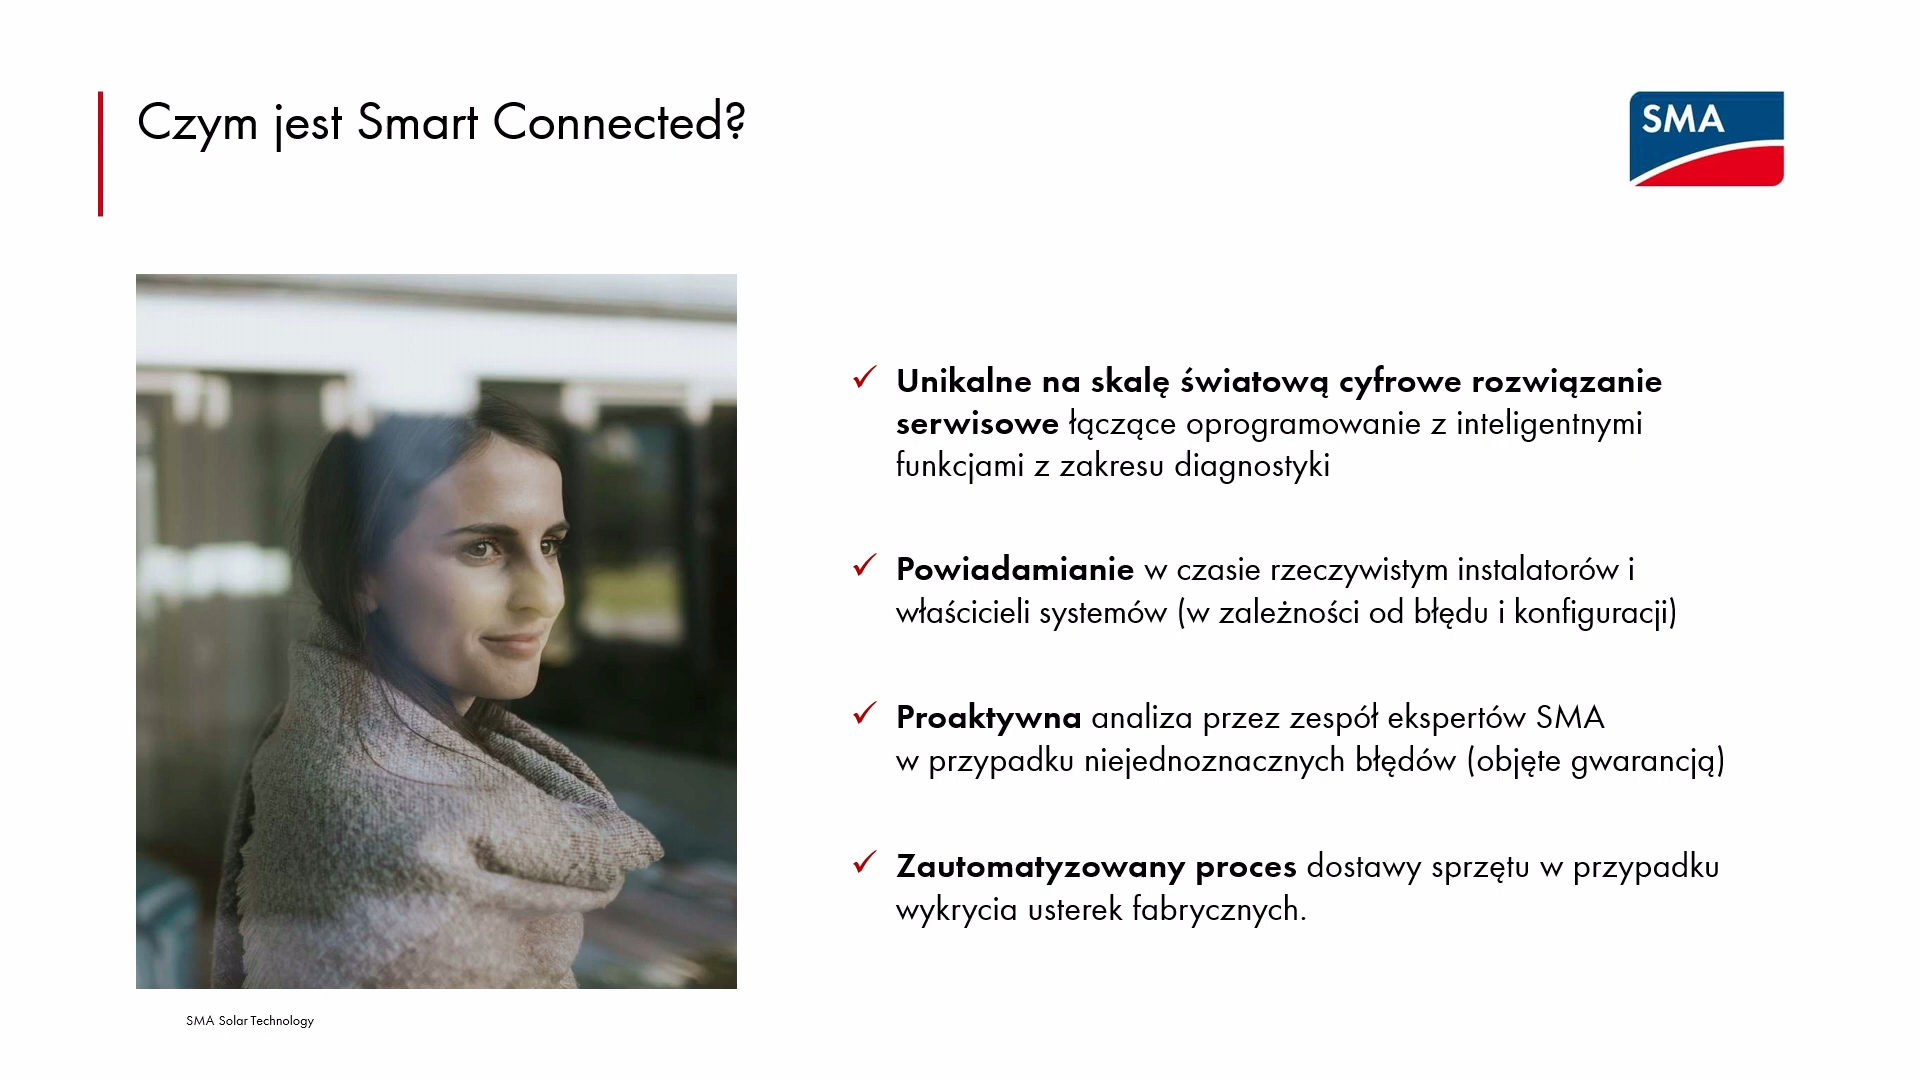 Czym jest Smart Connected?
SMA
Unikalne na skalę światową cyfrowe rozwiązanie
serwisowe łączące oprogramowanie z inteligentnymi
funkcjami z zakresu diagnostyki
Powiadamianie w czasie rzeczywistym instalatorów i
właścicieli systemów (w zależności od błędu i konfiguracji)
Proaktywna analiza przez zespół ekspertów SMA
w przypadku niejednoznacznych błędów (objęte gwarancją)
Zautomatyzowany proces dostawy sprzętu w przypadku
wykrycia usterek fabrycznych.
SMA Solar Technology